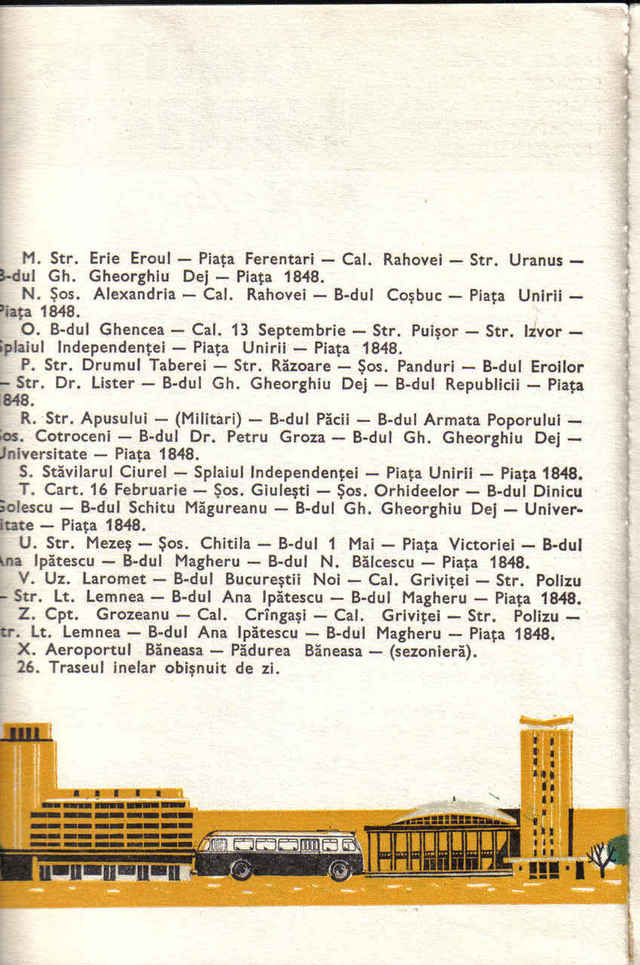 M. Str. Erie Eroul — Piața Ferentari — Cal. Rahovei — Str. Uranus —
B-dul Gh. Gheorghiu Dej — Piața 1848.
N. Șos. Alexandria — Cal. Rahovei — B-dul Coșbuc — Piața Unirii —
Piața 1848.
O. B-dul Ghencea — Cal. 13 Septembrie — Str. Puișor — Str. Izvor —
Splaiul Independenței — Piața Unirii — Piața 1848.
P. Str. Drumul Taberei — Str. Răzoare — Șos. Panduri — B-dul Eroilor
— Str. Dr. Lister — B-dul Gh. Gheorghiu Dej — B-dul Republicii — Piața
1848.
R. Str. Apusului — (Militari) — B-dul Păcii — B-dul Armata Poporului —
Șos. Cotroceni — B-dul Dr. Petru Groza — B-dul Gh. Gheorghiu Dej —
Universitate — Piața 1848.
S. Stăvilarul Ciurel — Splaiul Independenței — Piața Unirii — Piața 1848.
T. Cart. 16 Februarie — Șos. Giulești — Șos. Orhideelor — B-dul Dinicu
Golescu — B-dul Schitu Măgureanu — B-dul Gh. Gheorghiu Dej — Univer-
sitate — Piața 1848.
U. Str. Mezeș — Șos. Chitila — B-dul 1 Mai — Piața Victoriei — B-dul
Ana Ipătescu — B-dul Magheru — B-dul N. Bălcescu — Piața 1848.
V. Uz. Laromet — B-dul Bucureștii Noi — Cal. Griviței — Str. Polizu
— Str. Lt. Lemnea — B-dul Ana Ipătescu — B-dul Magheru — Piața 1848.
Z. Cpt. Grozeanu — Cal. Crîngași — Cal. Griviței — Str. Polizu —
Str. Lt. Lemnea — B-dul Ana Ipătescu — B-dul Magheru — Piața 1848.
X. Aeroportul Băneasa — Pădurea Băneasa — (sezonieră).
26. Traseul inelar obișnuit de zi.